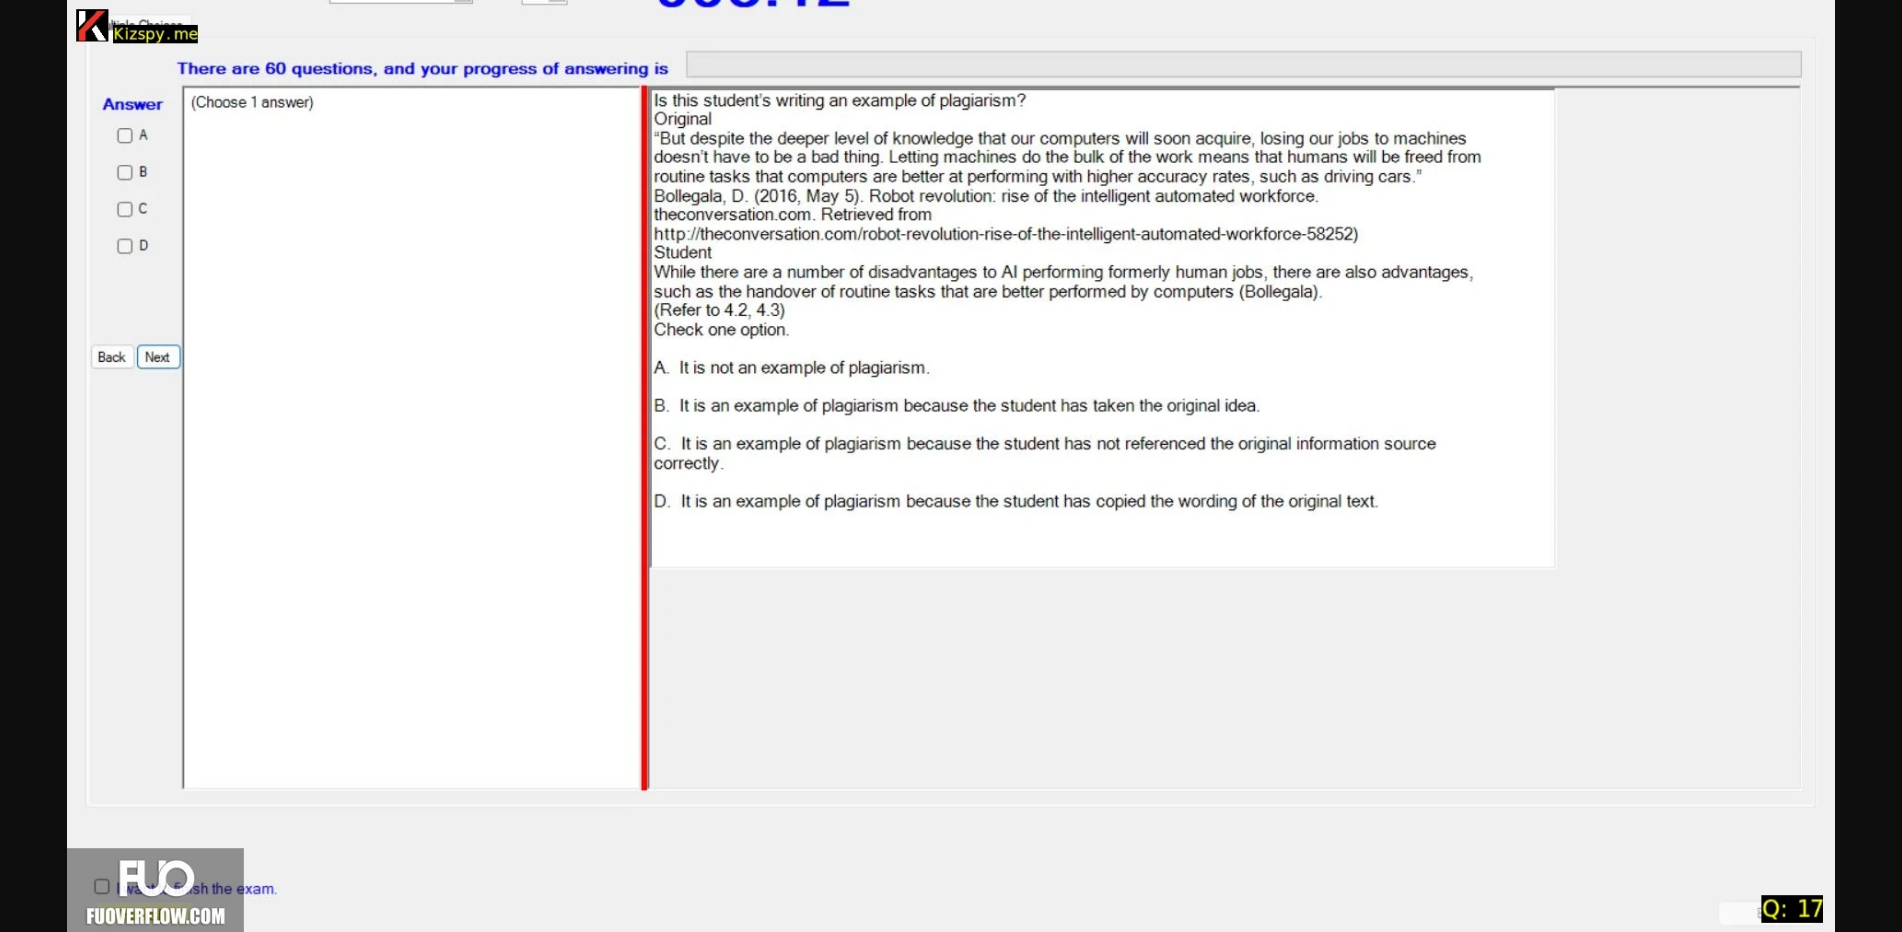 Kizspy.me
There are 60 questions, and your progress of answering is
Answer
(Choose 1 answer)
A
B
C
D
Back
Next
Is this student's writing an example of plagiarism?
Original
“But despite the deeper level of knowledge that our computers will soon acquire, losing our jobs to machines
doesn't have to be a bad thing. Letting machines do the bulk of the work means that humans will be freed from
routine tasks that computers are better at performing with higher accuracy rates, such as driving cars.”
Bollegala, D. (2016, May 5). Robot revolution: rise of the intelligent automated workforce.
theconversation.com. Retrieved from
http://theconversation.com/robot-revolution-rise-of-the-intelligent-automated-workforce-58252)
Student
While there are a number of disadvantages to AI performing formerly human jobs, there are also advantages,
such as the handover of routine tasks that are better performed by computers (Bollegala).
(Refer to 4.2, 4.3)
Check one option.
A. It is not an example of plagiarism.
B. It is an example of plagiarism because the student has taken the original idea.
C. It is an example of plagiarism because the student has not referenced the original information source
correctly.
D. It is an example of plagiarism because the student has copied the wording of the original text.
FUO
the exam.
FUOVERFLOW.COM
Q: 17